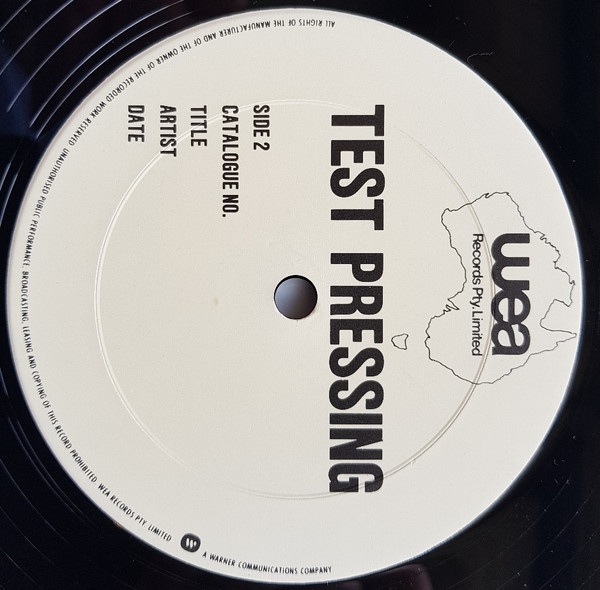 wea
Records Pty. Limited
TEST PRESSING
SIDE 2
CATALOGUE NO.
TITLE
ARTIST
DATE
ALL RIGHTS OF THE MANUFACTURER AND OF THE OWNER OF THE RECORDED WORK RESERVED. UNAUTHORISED PUBLIC PERFORMANCE, BROADCASTING, LEASING AND COPYING OF THIS RECORD PROHIBITED. WEA RECORDS PTY. LIMITED
A WARNER COMMUNICATIONS COMPANY.